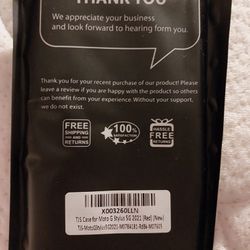 THANK YOU
We appreciate your business
and look forward to hearing form you.
Thank you for your recent purchase of our product! Please
leave a review if you are happy with the product so others
can benefit from your experience. Without your support,
we do not exist.
FREE
SHIPPING
AND
RETURNS
100%
SATISFACTION
HASSLE
FREE
RETURNS
X003260LLN
TJS Case for Moto G Stylus 5G 2021 (Red) (New)